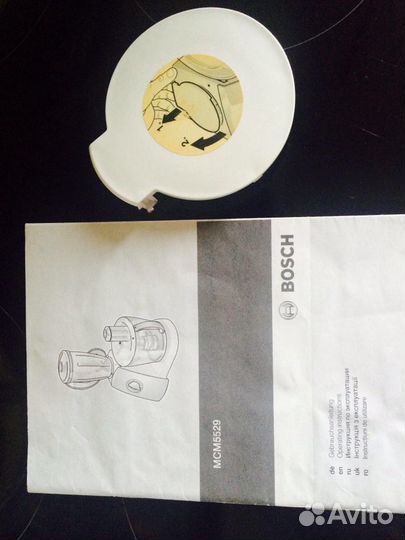 1.
2.
BOSCH
MCM5529
de Gebrauchsanleitung
en Operating instructions
ru Инструкция по эксплуатации
uk Інструкція з експлуатації
ro Instrucţiuni de utilizare
Avito